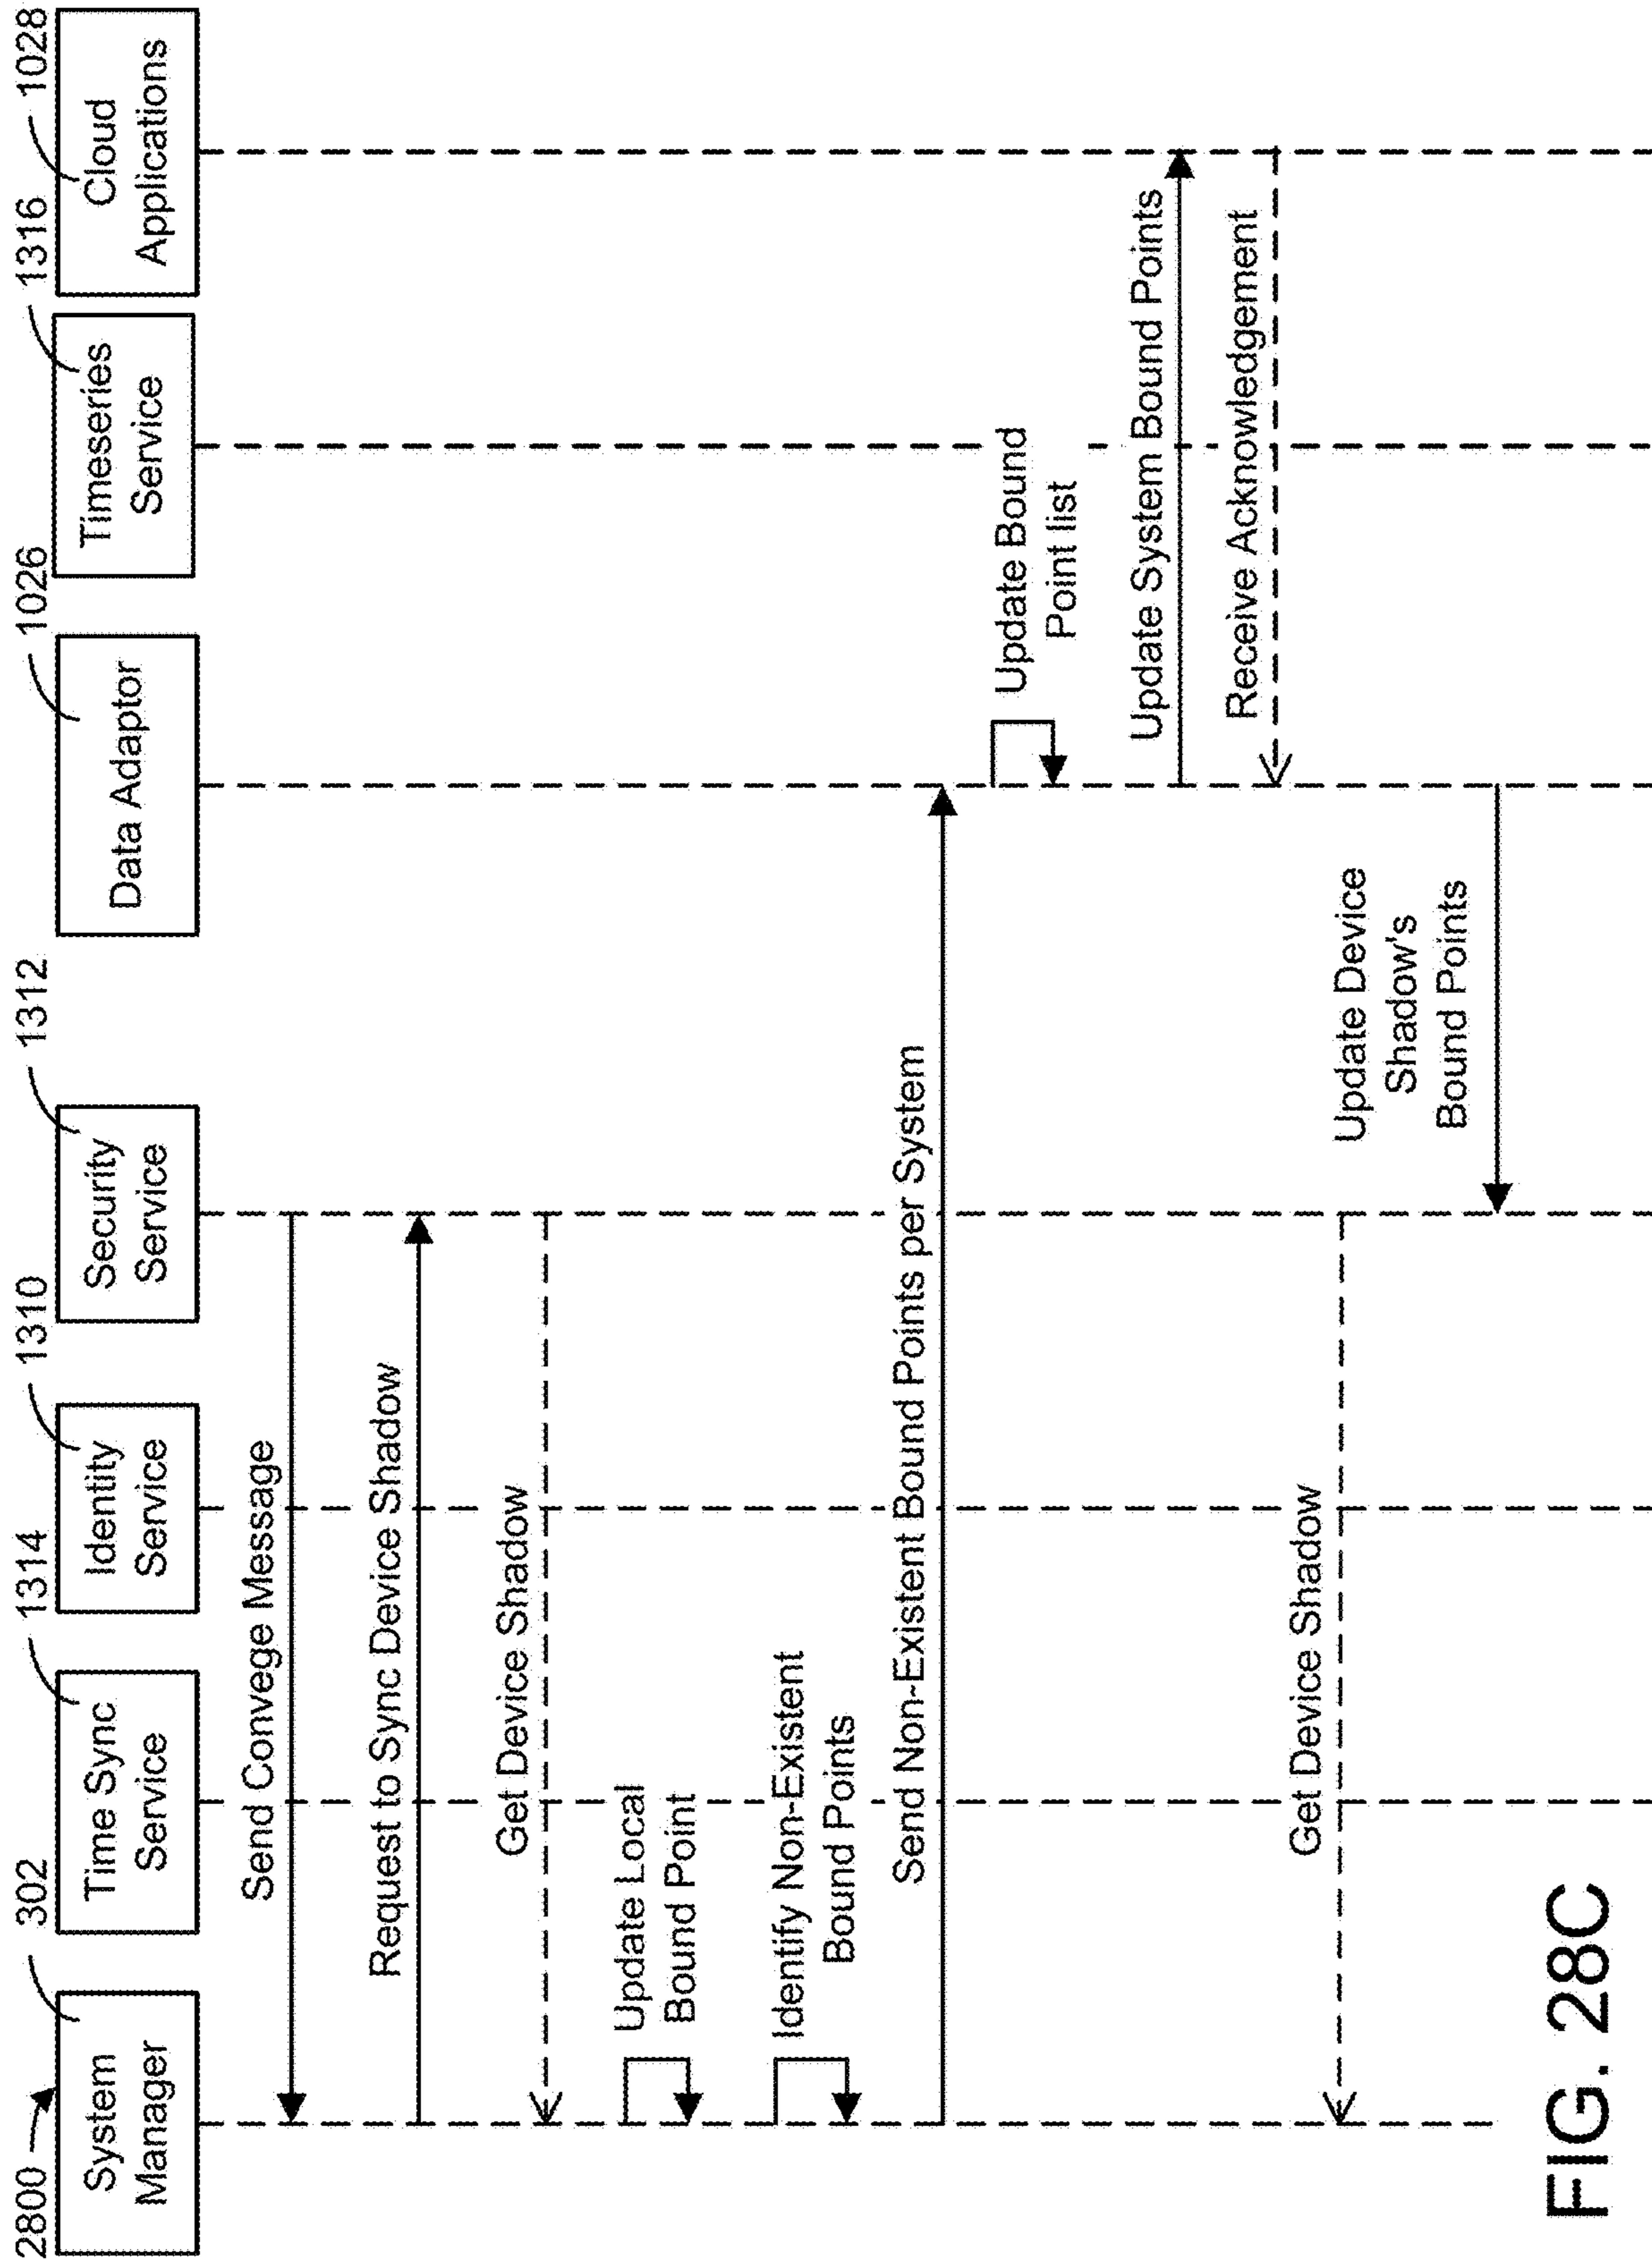 2800
302
1314
1310
1312
1026
1316
1028
System
Manager
Time Sync
Service
Identity
Service
Security
Service
Data Adaptor
Timeseries
Service
Cloud
Applications
Send Convege Message
Request to Sync Device Shadow
Get Device Shadow
Update Local
Bound Point
Identify Non-Existent
Bound Points
Send Non-Existent Bound Points per System
Update Bound
Point list
Update System Bound Points
Receive Acknowledgement
Get Device Shadow
Update Device
Shadow's
Bound Points
FIG. 28C